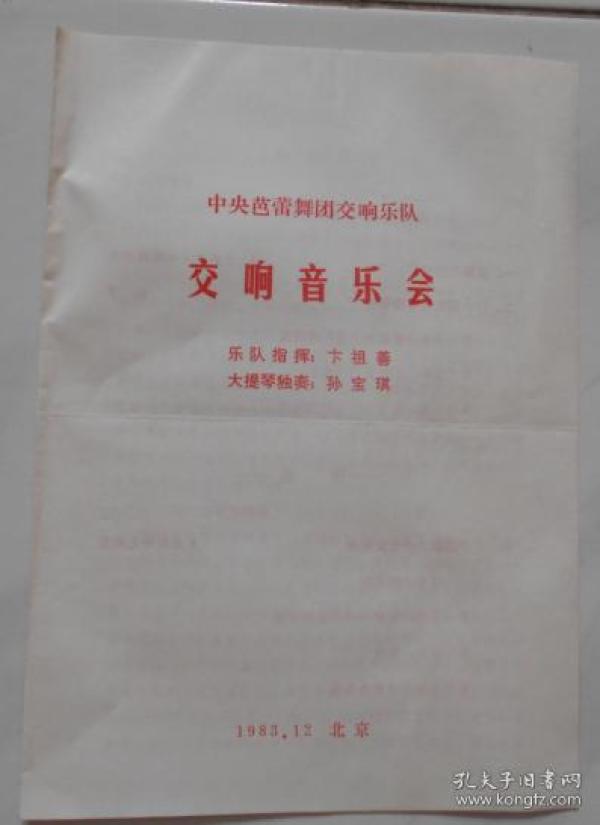 中央芭蕾舞团交响乐队
交响音乐会
乐队指挥：卞祖善
大提琴独奏：孙宝琪
1983.12 北京
孔夫子旧书网
www.kongfz.com